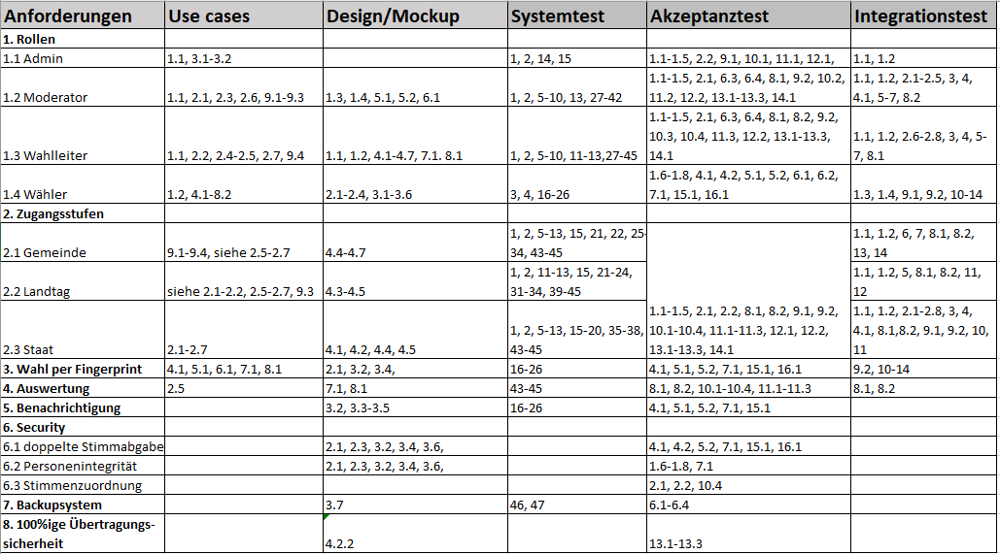 Anforderungen Use cases Design/Mockup Systemtest Akzeptanztest Integrationstest
1. Rollen
1.1 Admin 1.1, 3.1-3.2 1, 2, 14, 15 1.1-1.5, 2.2, 9.1, 10.1, 11.1, 12.1, 1.1, 1.2
1.1-1.5, 2.1, 6.3, 6.4, 8.1, 9.2, 10.2, 1.1, 1.2, 2.1-2.5, 3, 4,
1.2 Moderator 1.1, 2.1, 2.3, 2.6, 9.1-9.3 1.3, 1.4, 5.1, 5.2, 6.1 1, 2, 5-10, 13, 27-42 11.2, 12.2, 13.1-13.3, 14.1 4.1, 5-7, 8.2
1.1-1.5, 2.1, 6.3, 6.4, 8.1, 8.2, 9.2,
10.3, 10.4, 11.3, 12.2, 13.1-13.3, 1.1, 1.2, 2.6-2.8, 3, 4, 5-
1.3 Wahlleiter 1.1, 2.2, 2.4-2.5, 2.7, 9.4 1.1, 1.2, 4.1-4.7, 7.1. 8.1 1, 2, 5-10, 11-13,27-45 14.1 7, 8.1
1.6-1.8, 4.1, 4.2, 5.1, 5.2, 6.1, 6.2,
1.4 Wähler 1.2, 4.1-8.2 2.1-2.4, 3.1-3.6 3, 4, 16-26 7.1, 15.1, 16.1 1.3, 1.4, 9.1, 9.2, 10-14
2. Zugangsstufen
1, 2, 5-13, 15, 21, 22, 25- 1.1, 1.2, 6, 7, 8.1, 8.2,
2.1 Gemeinde 9.1-9.4, siehe 2.5-2.7 4.4-4.7 34, 43-45 13, 14
1, 2, 11-13, 15, 21-24, 1.1, 1.2, 5, 8.1, 8.2, 11,
2.2 Landtag siehe 2.1-2.2, 2.5-2.7, 9.3 4.3-4.5 31-34, 39-45 12
1.1-1.5, 2.1, 2.2, 8.1, 8.2, 9.1, 9.2, 1.1, 1.2, 2.1-2.8, 3, 4,
1, 2, 5-13, 15-20, 35-38, 10.1-10.4, 11.1-11.3, 12.1, 12.2, 4.1, 8.1,8.2, 9.1, 9.2, 10,
2.3 Staat 2.1-2.7 4.1, 4.2, 4.4, 4.5 43-45 13.1-13.3, 14.1 11
3. Wahl per Fingerprint 4.1, 5.1, 6.1, 7.1, 8.1 2.1, 3.2, 3.4, 16-26 4.1, 5.1, 5.2, 7.1, 15.1, 16.1 9.2, 10-14
4. Auswertung 2.5 7.1, 8.1 43-45 8.1, 8.2, 10.1-10.4, 11.1-11.3 8.1, 8.2
5. Benachrichtigung 3.2, 3.3-3.5 16-26 4.1, 5.1, 5.2, 7.1, 15.1
6. Security
6.1 doppelte Stimmabgabe 2.1, 2.3, 3.2, 3.4, 3.6, 4.1, 4.2, 5.2, 7.1, 15.1, 16.1
6.2 Personenintegrität 2.1, 2.3, 3.2, 3.4, 3.6, 1.6-1.8, 7.1
6.3 Stimmenzuordnung 2.1, 2.2, 10.4
7. Backupsystem 3.7 46, 47 6.1-6.4
8. 100%ige Übertragungs-
sicherheit 4.2.2 13.1-13.3